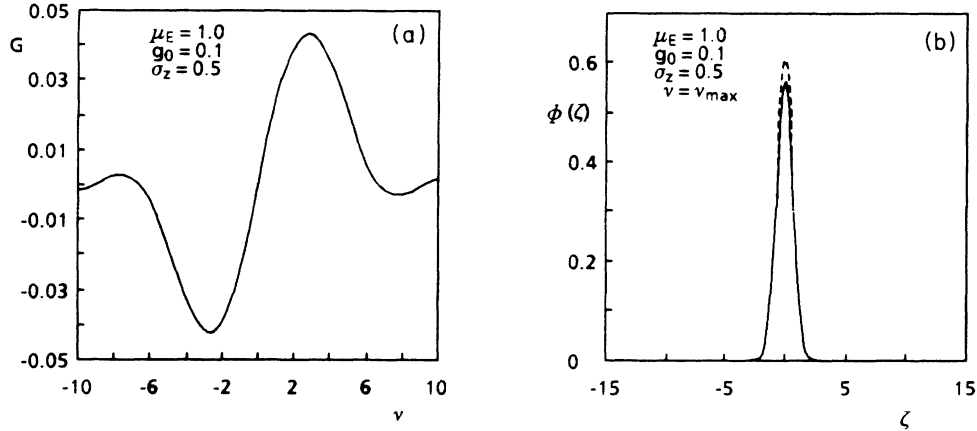 0.05
G
0.03
0.01
-0.01
-0.03
-0.05
(a)
μE = 1.0
g0 = 0.1
σz = 0.5
-10 -6 -2 2 6 10
ν
(b)
μE = 1.0
g0 = 0.1
σz = 0.5
ν = νmax
ϕ(ζ)
0.6
0.4
0.2
0
-15 -5 5 15
ζ